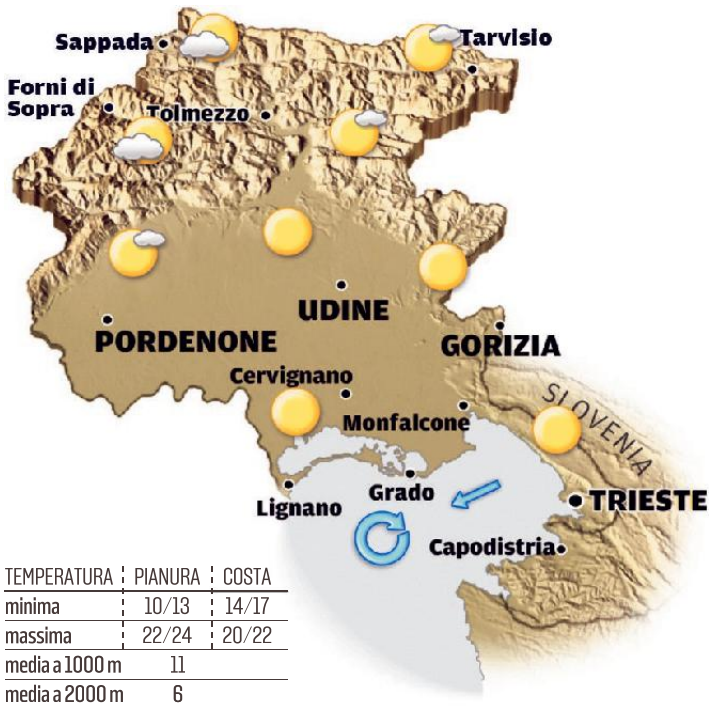 Sappada
Tarvisio
Forni di
Sopra
Tolmezzo
UDINE
PORDENONE
GORIZIA
Cervignano
SLOVENIA
Monfalcone
Lignano
Grado
TRIESTE
Capodistria
TEMPERATURA PIANURA COSTA
minima 10/13 14/17
massima 22/24 20/22
media a 1000 m 11
media a 2000 m 6